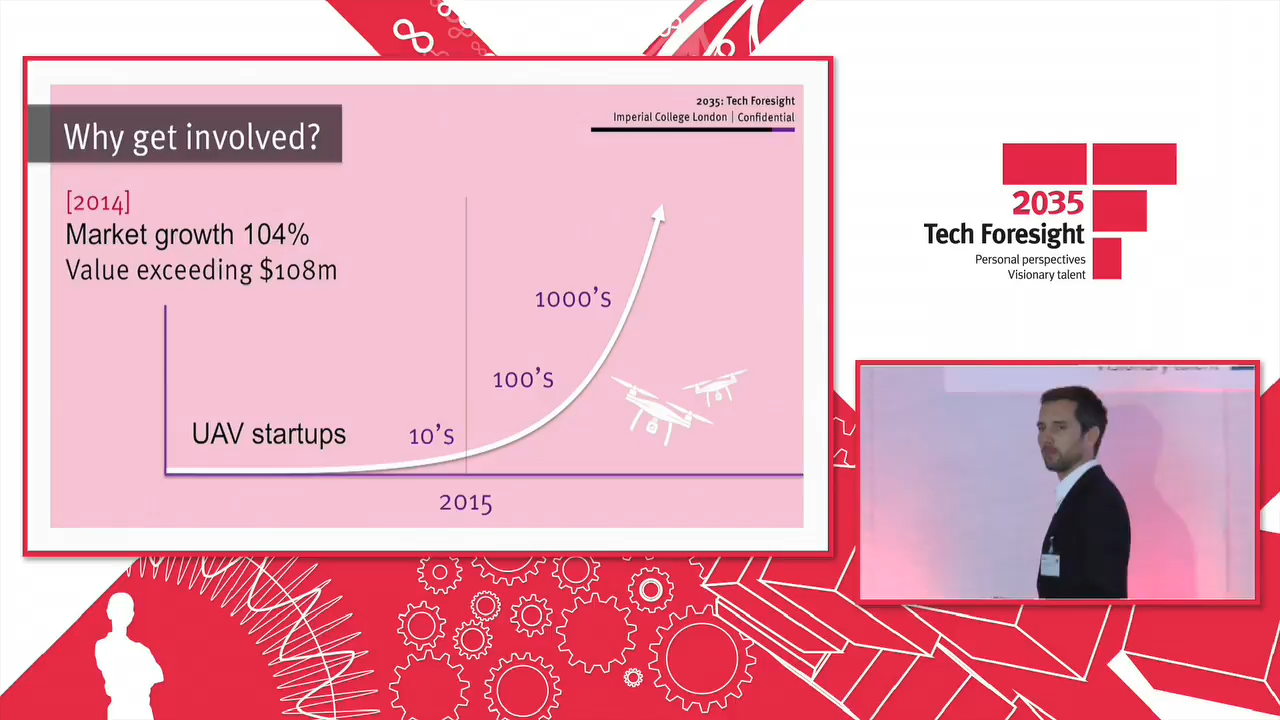 Why get involved?
2035: Tech Foresight
Imperial College London | Confidential
[2014]
Market growth 104%
Value exceeding $108m
1000's
100's
UAV startups
10's
2015
2035
Tech Foresight
Personal perspectives
Visionary talent